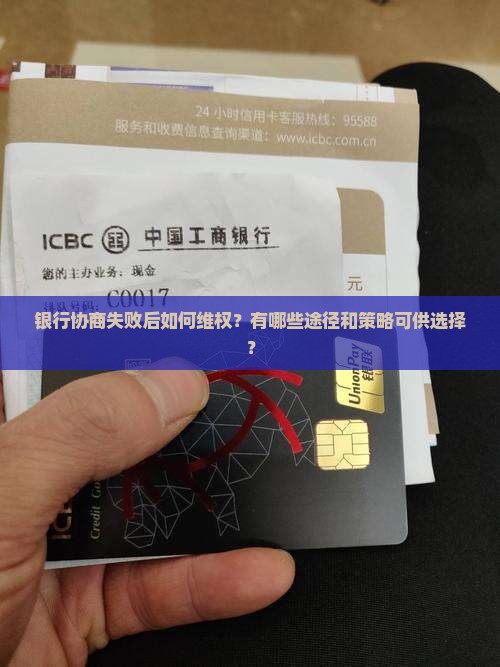 24 小时信用卡客服热线：95588
服务和收费信息查询渠道：www.icbc.com.cn
ICBC 中国工商银行
您的主办业务：现金
C0017
元
银行协商失败后如何维权？有哪些途径和策略可供选择
？
UnionPay
银联
Credit